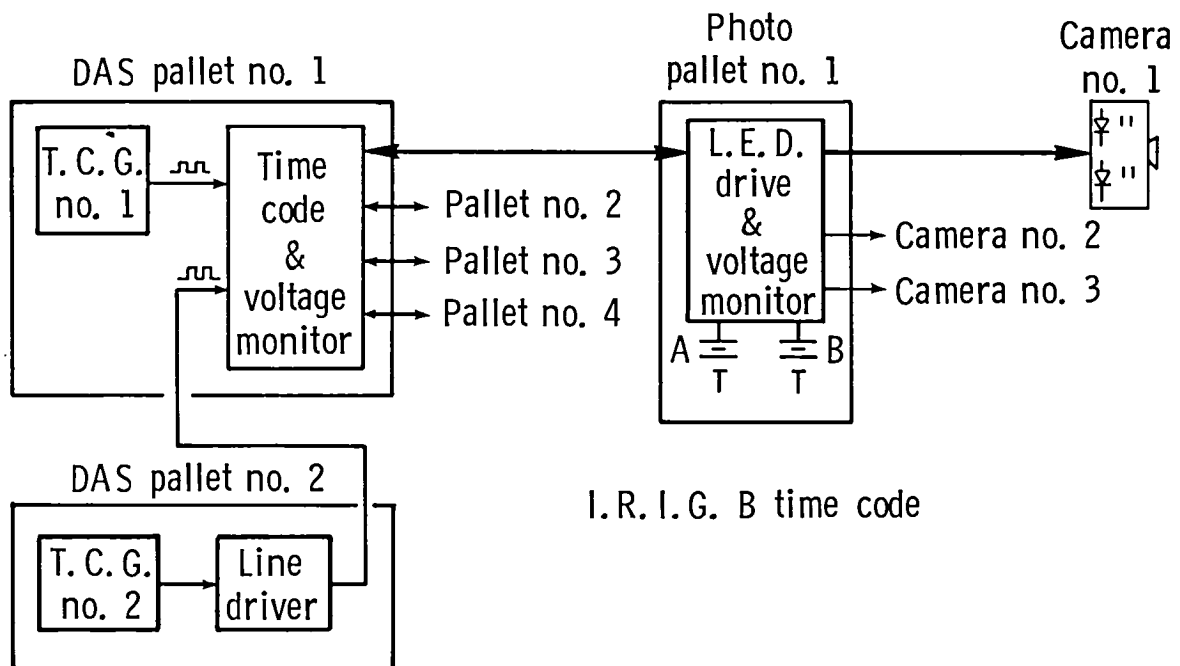 DAS pallet no. 1
T. C. G.
no. 1
Time
code
&
voltage
monitor
Pallet no. 2
Pallet no. 3
Pallet no. 4
Photo
pallet no. 1
L. E. D.
drive
&
voltage
monitor
A
B
Camera
no. 1
Camera no. 2
Camera no. 3
DAS pallet no. 2
T. C. G.
no. 2
Line
driver
I. R. I. G. B time code